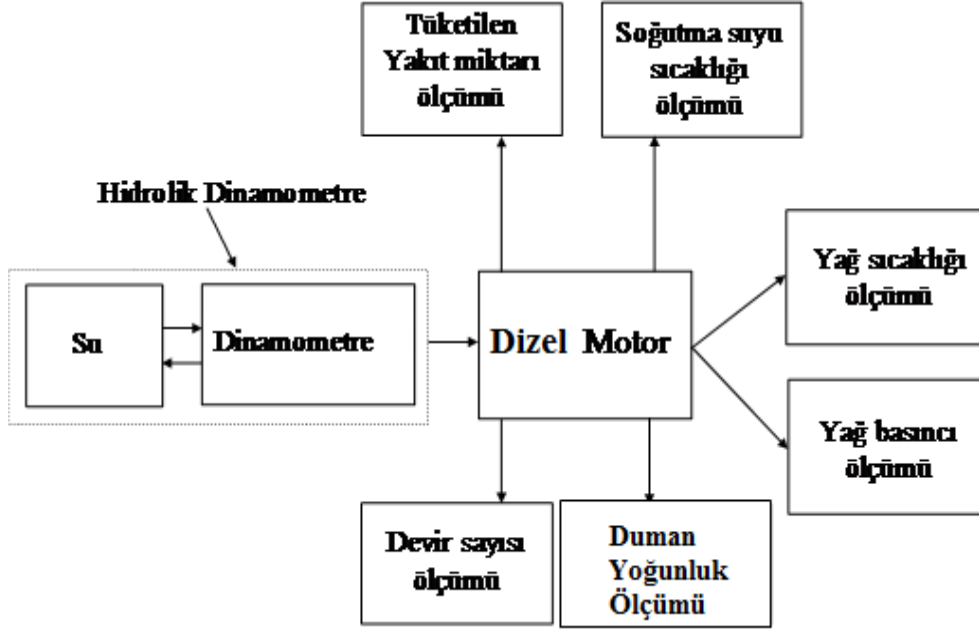 Tüketilen
Yakıt miktarı
ölçümü
Soğutma suyu
sıcaklığı
ölçümü
Hidrolik Dinamometre
Su
Dinamometre
Dizel Motor
Yağ sıcaklığı
ölçümü
Yağ basıncı
ölçümü
Devir sayısı
ölçümü
Duman
Yoğunluk
Ölçümü